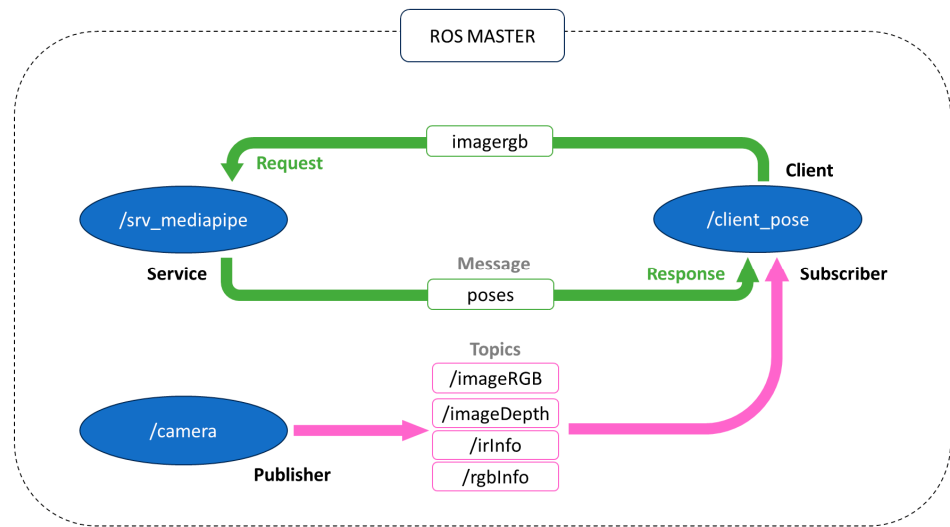 ROS MASTER
imagergb
Request
Client
/srv_mediapipe
/client_pose
Service
Message
Response
Subscriber
poses
Topics
/imageRGB
/imageDepth
/camera
/irInfo
Publisher
/rgbInfo